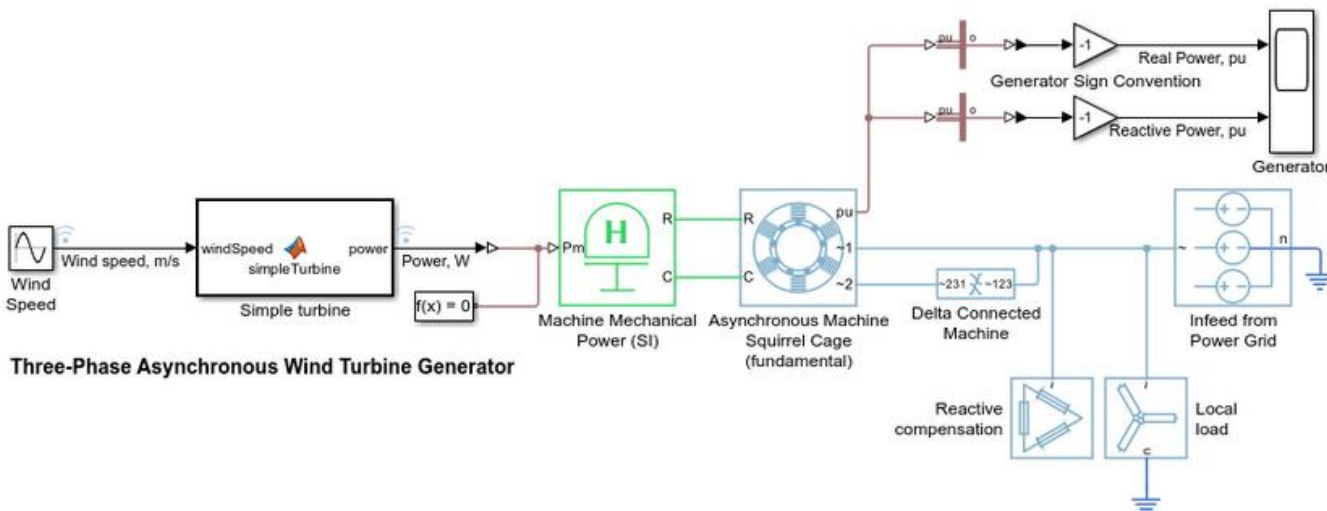 pu
o
-1
Real Power, pu
Generator Sign Convention
pu
o
-1
Reactive Power, pu
Generator
Wind speed, m/s
Wind
Speed
windSpeed
power
simpleTurbine
Simple turbine
Power, W
f(x) = 0
Pm
H
R
C
Machine Mechanical
Power (SI)
R
C
pu
~1
~2
Asynchronous Machine
Squirrel Cage
(fundamental)
~231
~123
Delta Connected
Machine
~
n
Infeed from
Power Grid
Three-Phase Asynchronous Wind Turbine Generator
Reactive
compensation
~
~
n
Local
load